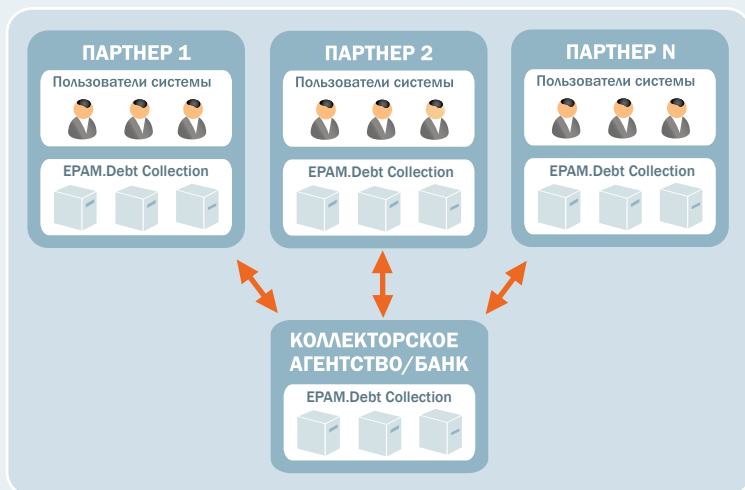 ПАРТНЕР 1
Пользователи системы
EPAM.Debt Collection
ПАРТНЕР 2
Пользователи системы
EPAM.Debt Collection
ПАРТНЕР N
Пользователи системы
EPAM.Debt Collection
КОЛЛЕКТОРСКОЕ
АГЕНТСТВО/БАНК
EPAM.Debt Collection